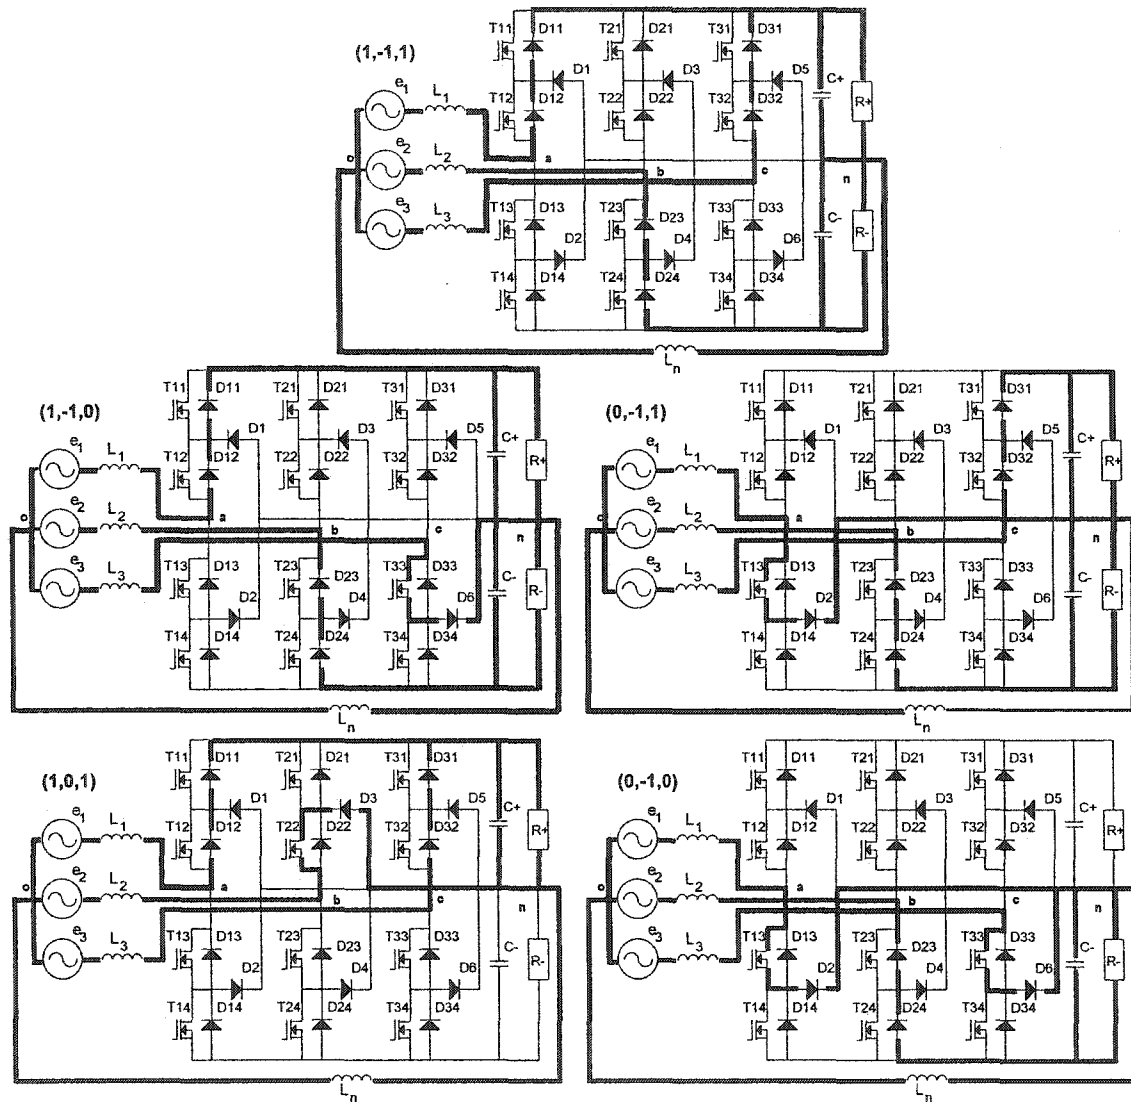 (1,-1,1)
T11 D11 T21 D21 T31 D31
D1 D3 D5 C+ R+
e1 L1 T12 D12 T22 D22 T32 D32
o e2 L2 a
b c n
e3 L3 T13 D13 T23 D23 T33 D33
D2 D4 D6 C- R-
T14 D14 T24 D24 T34 D34
Ln
(1,-1,0)
T11 D11 T21 D21 T31 D31
D1 D3 D5 C+ R+
e1 L1 T12 D12 T22 D22 T32 D32
o e2 L2 a b c n
e3 L3 T13 D13 T23 D23 T33 D33
D2 D4 D6 C- R-
T14 D14 T24 D24 T34 D34
Ln
(0,-1,1)
T11 D11 T21 D21 T31 D31
D1 D3 D5 C+ R+
e1 L1 T12 D12 T22 D22 T32 D32
o e2 L2 a b c n
e3 L3 T13 D13 T23 D23 T33 D33
D2 D4 D6 C- R-
T14 D14 T24 D24 T34 D34
Ln
(1,0,1)
T11 D11 T21 D21 T31 D31
D1 D3 D5 C+ R+
e1 L1 T12 D12 T22 D22 T32 D32
o e2 L2 a b c n
e3 L3 T13 D13 T23 D23 T33 D33
D2 D4 D6 C- R-
T14 D14 T24 D24 T34 D34
Ln
(0,-1,0)
T11 D11 T21 D21 T31 D31
D1 D3 D5 C+ R+
e1 L1 T12 D12 T22 D22 T32 D32
o e2 L2 a b c n
e3 L3 T13 D13 T23 D23 T33 D33
D2 D4 D6 C- R-
T14 D14 T24 D24 T34 D34
Ln